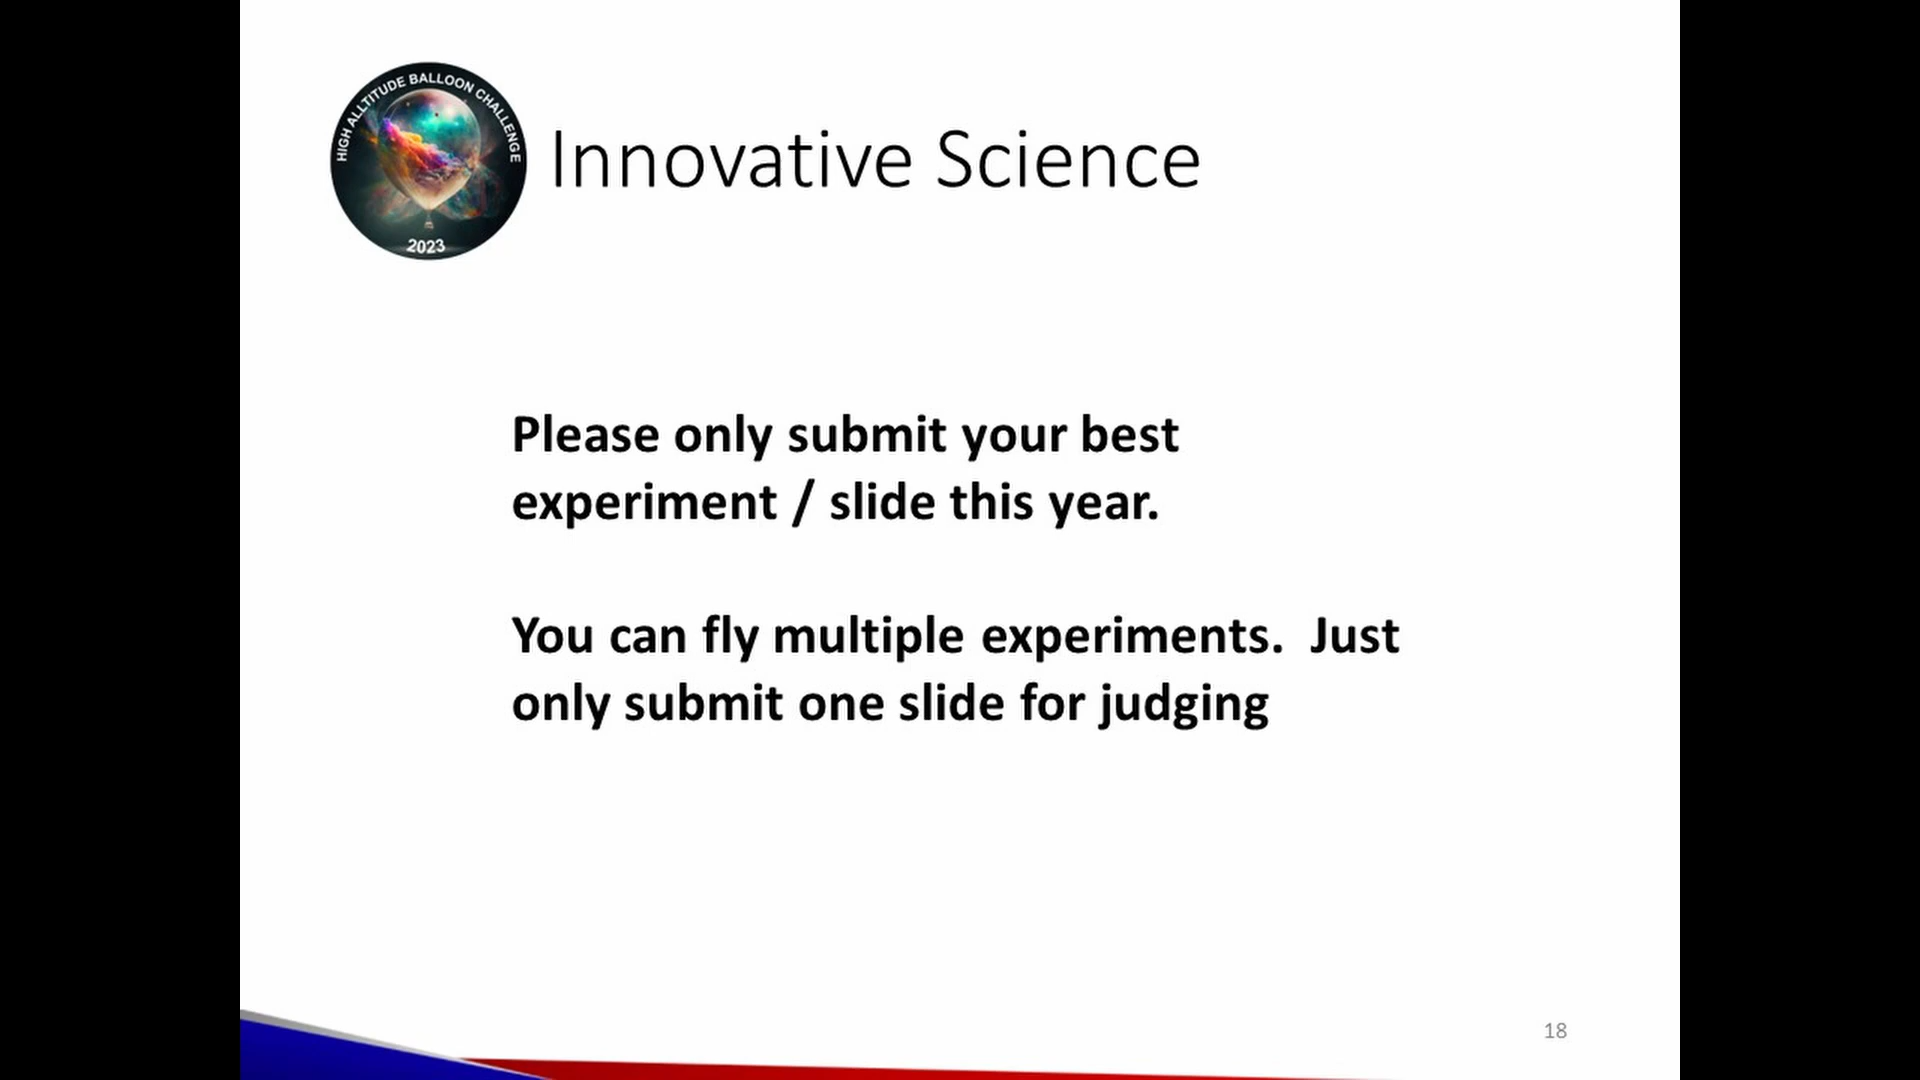 HIGH ALLTITUDE BALLOON CHALLENGE
2023
Innovative Science
Please only submit your best
experiment / slide this year.
You can fly multiple experiments.  Just
only submit one slide for judging
18